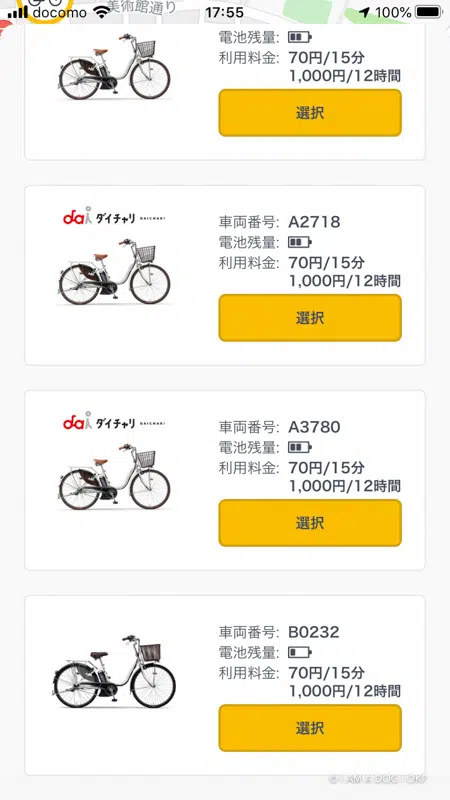 docomo 17:55 100%
美術館通り
電池残量:
利用料金: 70円/15分
1,000円/12時間
選択
dai ダイチャリ DAICHARI
車両番号: A2718
電池残量:
利用料金: 70円/15分
1,000円/12時間
選択
dai ダイチャリ DAICHARI
車両番号: A3780
電池残量:
利用料金: 70円/15分
1,000円/12時間
選択
車両番号: B0232
電池残量:
利用料金: 70円/15分
1,000円/12時間
選択
© I AM A DOG